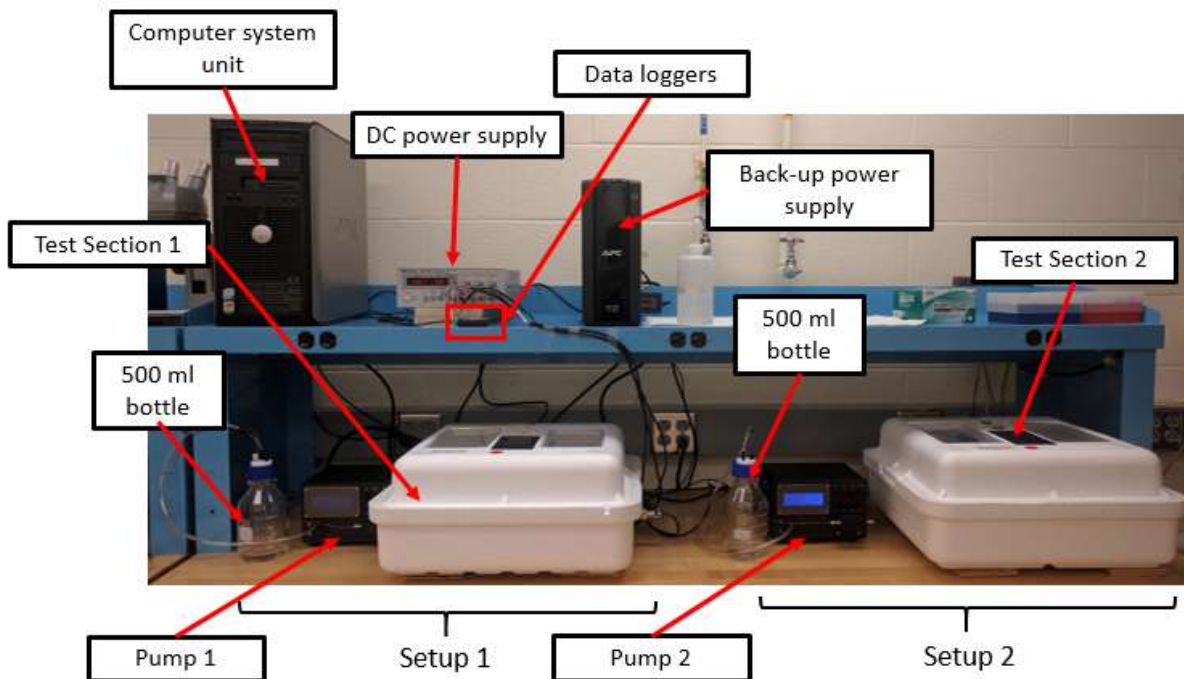 Computer system
unit
Data loggers
DC power supply
Back-up power
supply
Test Section 1
Test Section 2
500 ml
bottle
500 ml
bottle
APC
Pump 1
Setup 1
Pump 2
Setup 2